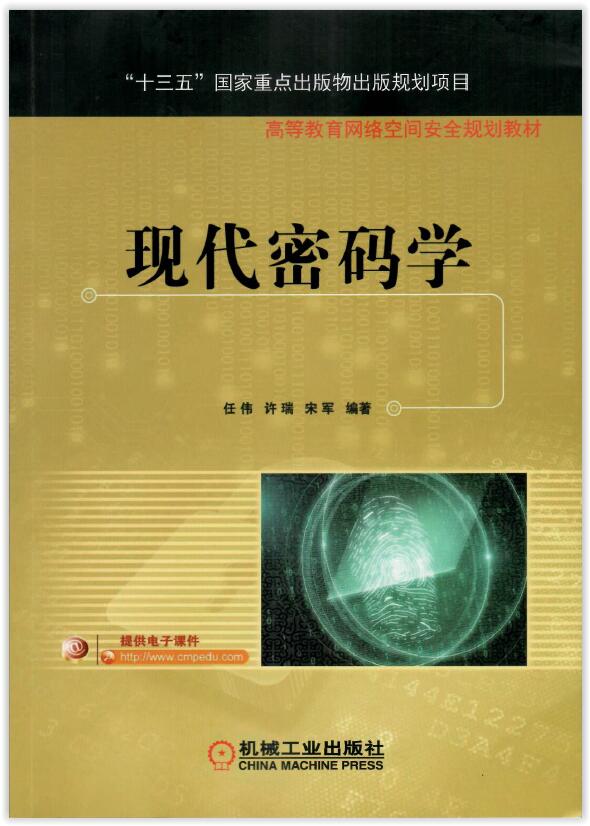 “十三五”国家重点出版物出版规划项目
高等教育网络空间安全规划教材
现代密码学
任伟 许瑞 宋军 编著
提供电子课件
@
http://www.cmpedu.com
44E122
D3A4E4
机械工业出版社
CHINA MACHINE PRESS